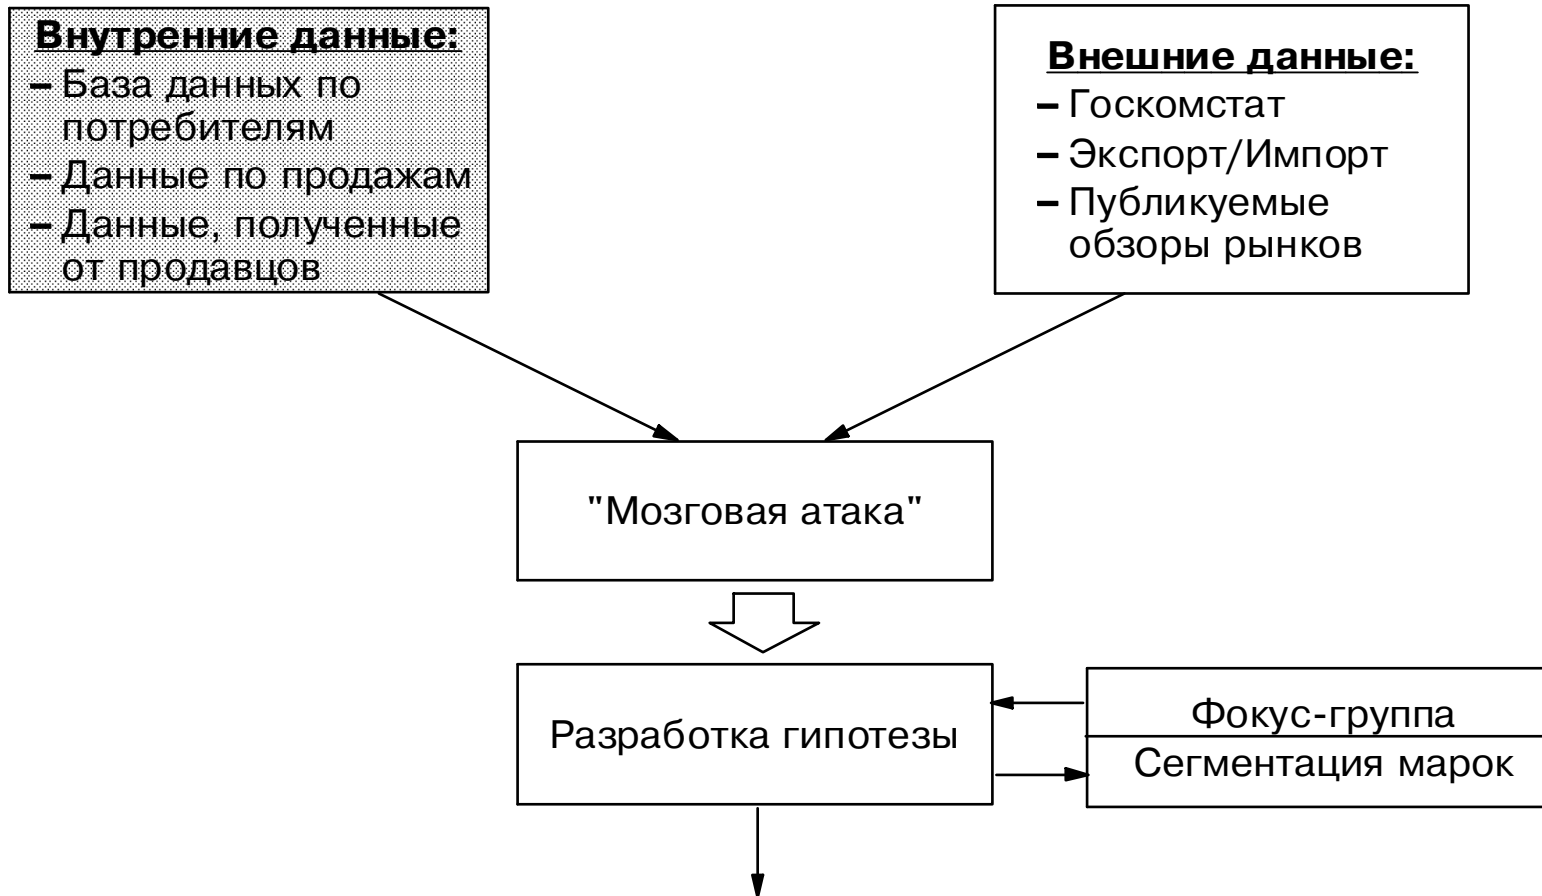 Внутренние данные:
– База данных по
потребителям
– Данные по продажам
– Данные, полученные
от продавцов
Внешние данные:
– Госкомстат
– Экспорт/Импорт
– Публикуемые
обзоры рынков
"Мозговая атака"
Разработка гипотезы
Фокус-группа
Сегментация марок